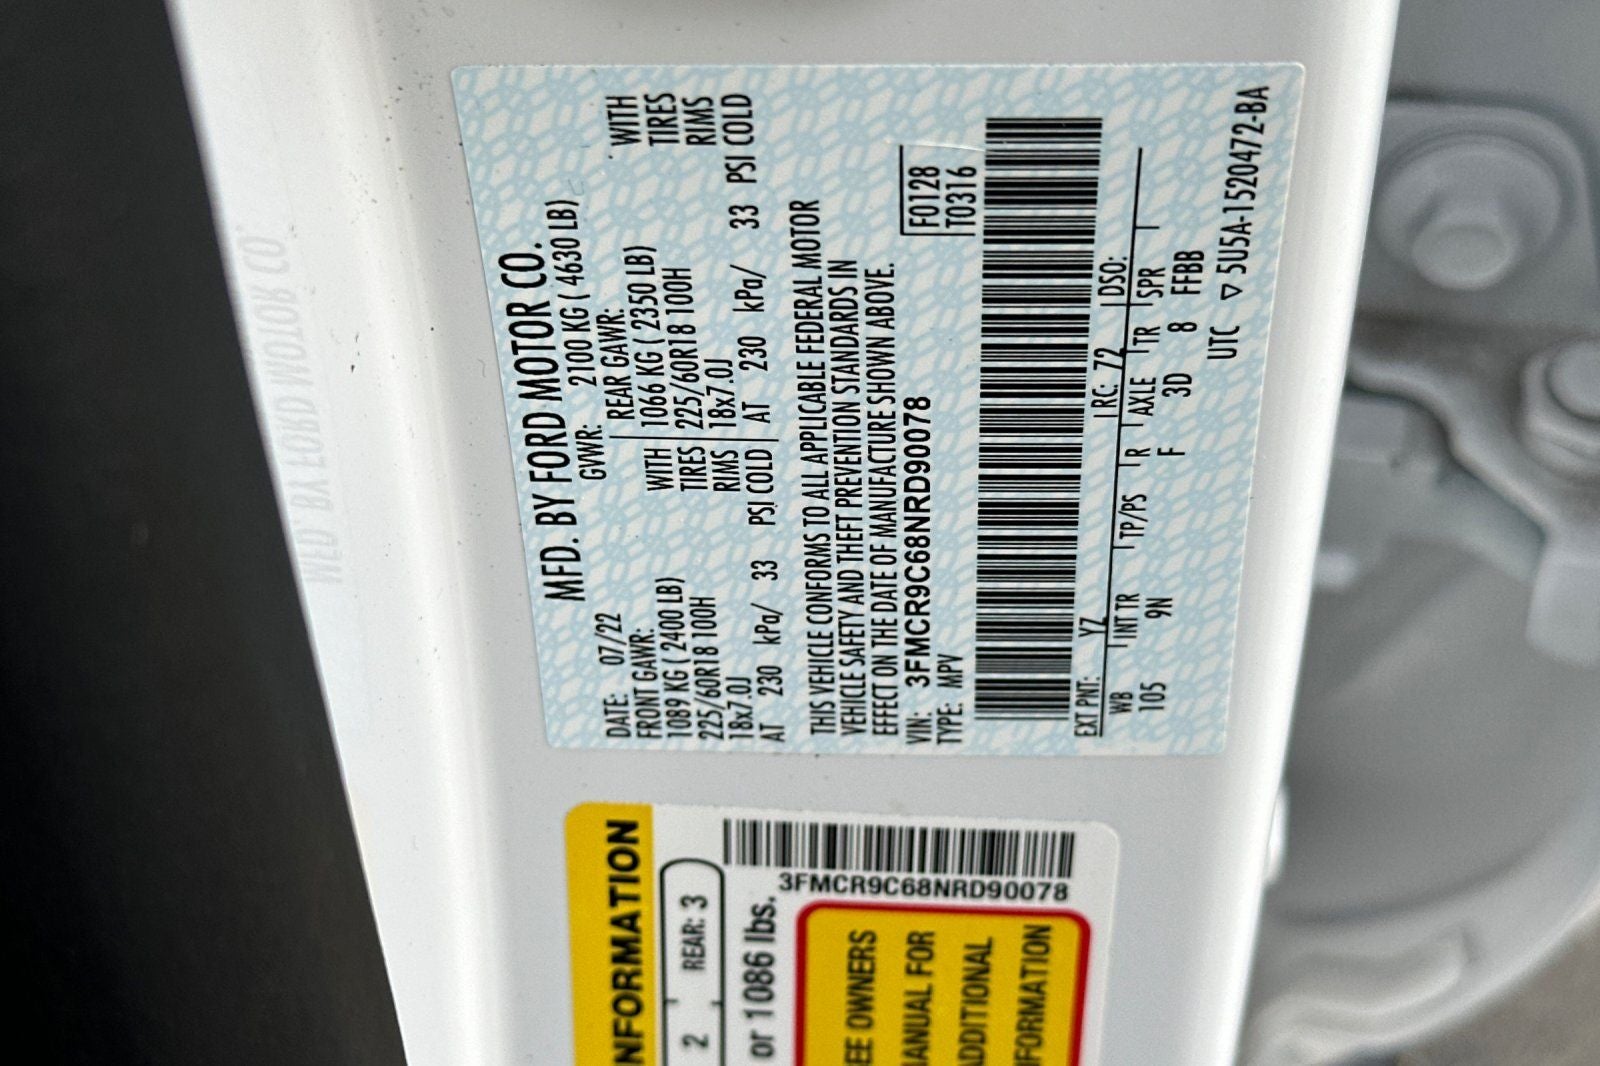 MFD. BY FORD MOTOR CO.
DATE: 07/22 GVWR: 2100 KG ( 4630 LB)
FRONT GAWR: REAR GAWR:
1089 KG ( 2400 LB) WITH 1066 KG ( 2350 LB) WITH
225/60R18 100H TIRES 225/60R18 100H TIRES
18x7.0J RIMS 18x7.0J RIMS
AT 230 kPa/ 33 PSI COLD AT 230 kPa/ 33 PSI COLD
THIS VEHICLE CONFORMS TO ALL APPLICABLE FEDERAL MOTOR
VEHICLE SAFETY AND THEFT PREVENTION STANDARDS IN
EFFECT ON THE DATE OF MANUFACTURE SHOWN ABOVE.
VIN: 3FMCR9C68NRD90078 F0128
TYPE: MPV T0316
EXT PNT: YZ RC: 72 DSO:
WB INT TR TP/PS R AXLE TR SPR
105 9N F 3D 8 FFBB
UTC ▽ 5U5A-1520472-BA
NFORMATION
2 REAR: 3
or 1086 lbs.
3FMCR9C68NRD90078
EE OWNERS
ANUAL FOR
ADDITIONAL
FORMATION